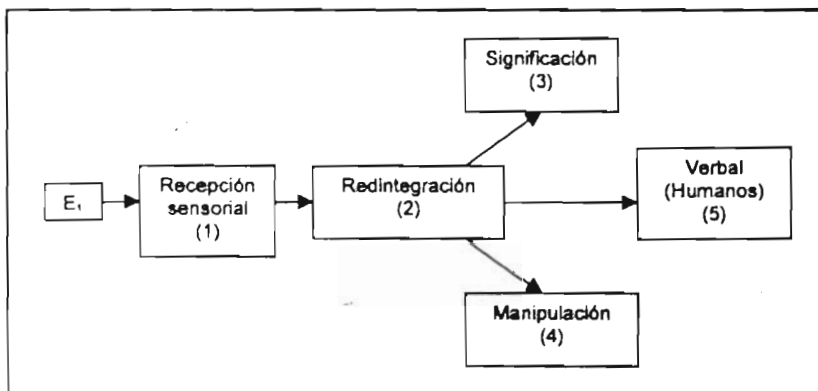 E₁
Recepción
sensorial
(1)
Redintegración
(2)
Significación
(3)
Verbal
(Humanos)
(5)
Manipulación
(4)